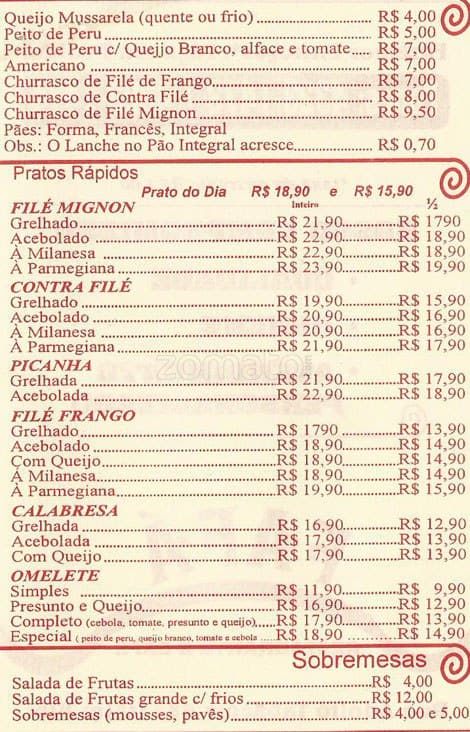 Queijo Mussarela (quente ou frio) R$ 4,00
Peito de Peru R$ 5,00
Peito de Peru c/ Quejjo Branco, alface e tomate R$ 7,00
Americano R$ 7,00
Churrasco de Filé de Frango R$ 7,00
Churrasco de Contra Filé R$ 8,00
Churrasco de Filé Mignon R$ 9,50
Pães: Forma, Francês, Integral
Obs.: O Lanche no Pão Integral acresce R$ 0,70
Pratos Rápidos
Prato do Dia R$ 18,90 e R$ 15,90
FILÉ MIGNON Inteiro ½
Grelhado R$ 21,90 R$ 1790
Acebolado R$ 22,90 R$ 18,90
À Milanesa R$ 22,90 R$ 18,90
À Parmegiana R$ 23,90 R$ 19,90
CONTRA FILÉ
Grelhado R$ 19,90 R$ 15,90
Acebolado R$ 20,90 R$ 16,90
À Milanesa R$ 20,90 R$ 16,90
À Parmegiana R$ 21,90 R$ 17,90
zomato
PICANHA
Grelhada R$ 21,90 R$ 17,90
Acebolada R$ 22,90 R$ 18,90
FILÉ FRANGO
Grelhado R$ 1790 R$ 13,90
Acebolado R$ 18,90 R$ 14,90
Com Queijo R$ 18,90 R$ 14,90
À Milanesa R$ 18,90 R$ 14,90
À Parmegiana R$ 19,90 R$ 15,90
CALABRESA
Grelhada R$ 16,90 R$ 12,90
Acebolada R$ 17,90 R$ 13,90
Com Queijo R$ 17,90 R$ 13,90
OMELETE
Simples R$ 11,90 R$ 9,90
Presunto e Queijo R$ 16,90 R$ 12,90
Completo (cebola, tomate, presunto e queijo) R$ 17,90 R$ 13,90
Especial ( peito de peru, queijo branco, tomate e cebola R$ 18,90 R$ 14,90
Sobremesas
Salada de Frutas R$ 4,00
Salada de Frutas grande c/ frios R$ 12,00
Sobremesas (mousses, pavês) R$ 4,00 e 5,00